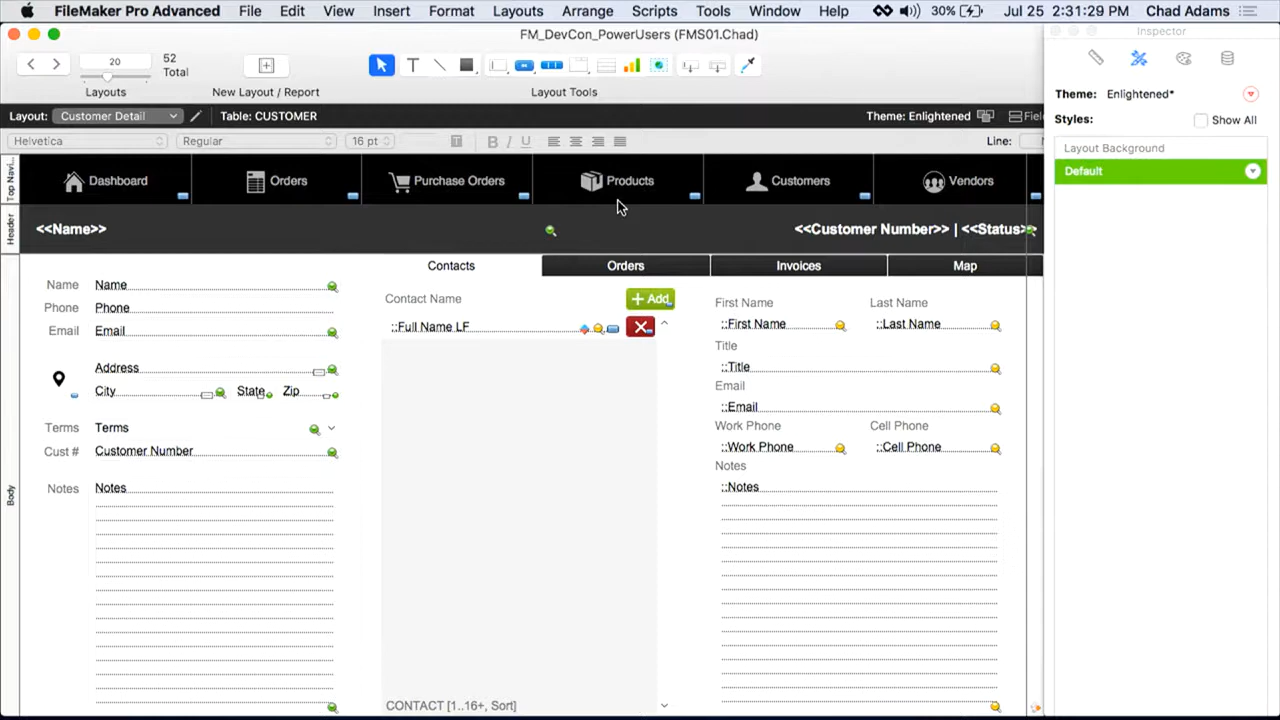 FileMaker Pro Advanced File Edit View Insert Format Layouts Arrange Scripts Tools Window Help 30% Jul 25 2:31:29 PM Chad Adams
FM_DevCon_PowerUsers (FMS01.Chad)
Inspector
20
52
Total
Layouts
New Layout / Report
Layout Tools
Theme: Enlightened*
Styles:
Show All
Layout Background
Default
Layout: Customer Detail
Table: CUSTOMER
Theme: Enlightened
Helvetica
Regular
16 pt
B I U
Line:
Top Navi...
Dashboard
Orders
Purchase Orders
Products
Customers
Vendors
Header
<<Name>>
<<Customer Number>> | <<Status>>
Body
Contacts
Orders
Invoices
Map
Name Name
Phone Phone
Email Email
Address
City State Zip
Terms Terms
Cust # Customer Number
Notes Notes
Contact Name
+ Add
::Full Name LF
CONTACT [1..16+, Sort]
First Name Last Name
::First Name ::Last Name
Title
::Title
Email
::Email
Work Phone Cell Phone
::Work Phone ::Cell Phone
Notes
::Notes